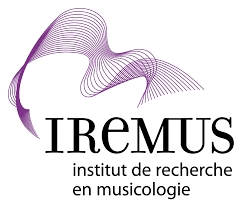 IReMUS
institut de recherche
en musicologie